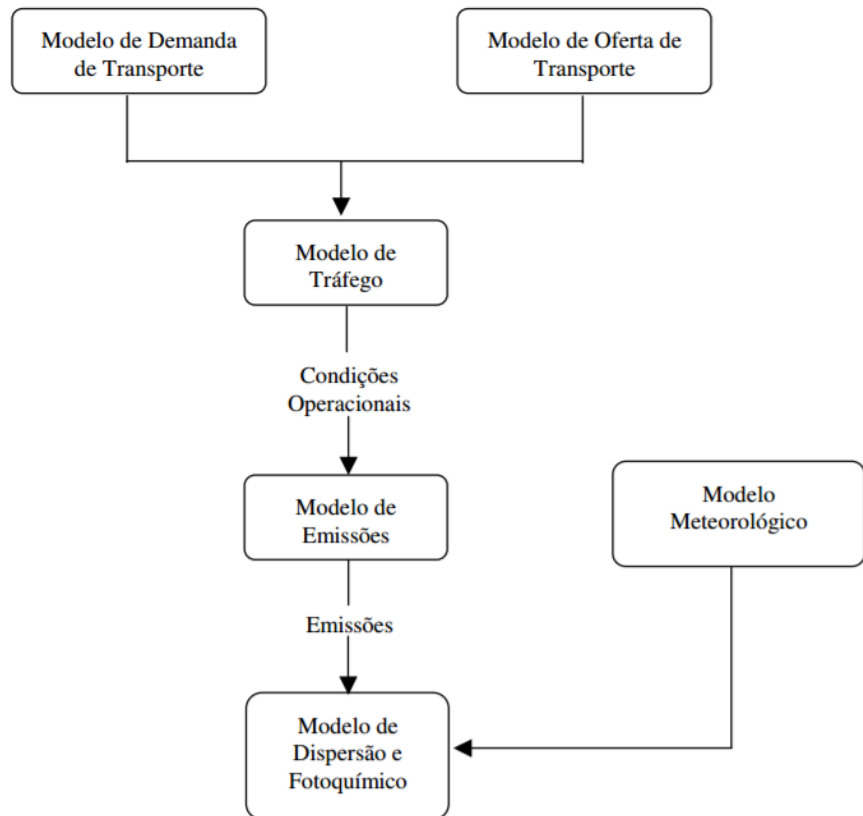 Modelo de Demanda
de Transporte
Modelo de Oferta de
Transporte
Modelo de
Tráfego
Condições
Operacionais
Modelo de
Emissões
Modelo
Meteorológico
Emissões
Modelo de
Dispersão e
Fotoquímico